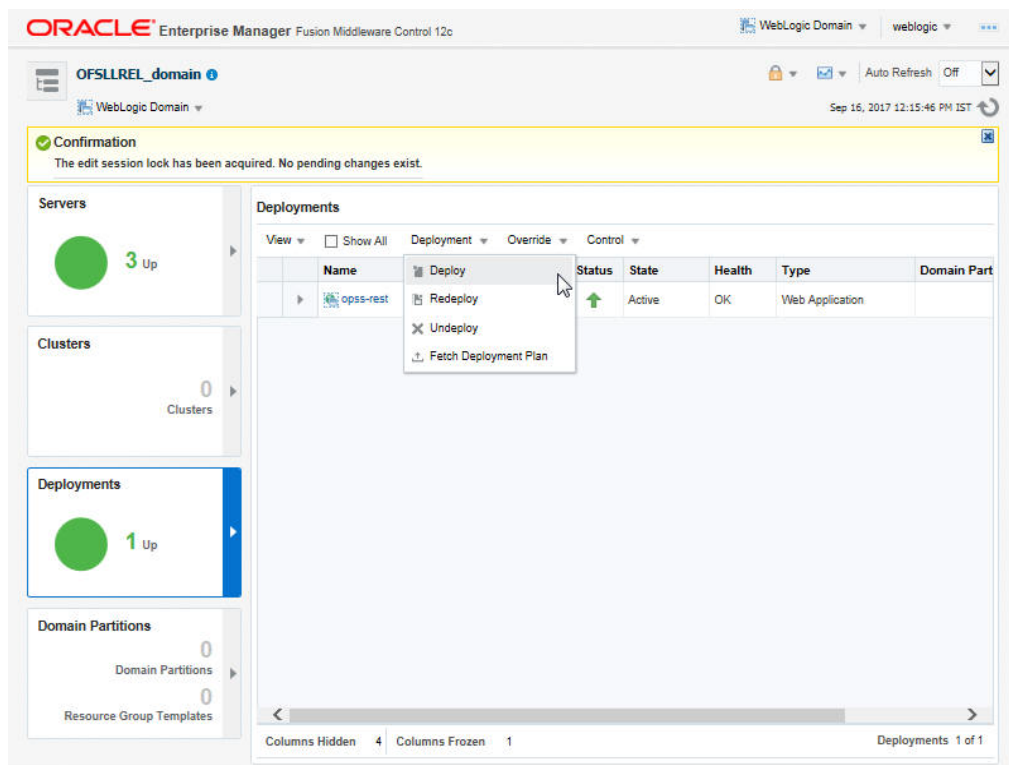 ORACLE Enterprise Manager Fusion Middleware Control 12c
WebLogic Domain weblogic
OFSLLREL_domain
Auto Refresh Off
WebLogic Domain
Sep 16, 2017 12:15:46 PM IST
Confirmation
The edit session lock has been acquired. No pending changes exist.
Servers
3 Up
Clusters
0
Clusters
Deployments
1 Up
Domain Partitions
0
Domain Partitions
0
Resource Group Templates
Deployments
View Show All Deployment Override Control
Name Status State Health Type Domain Part
opss-rest Active OK Web Application
Deploy
Redeploy
Undeploy
Fetch Deployment Plan
Columns Hidden 4 Columns Frozen 1 Deployments 1 of 1